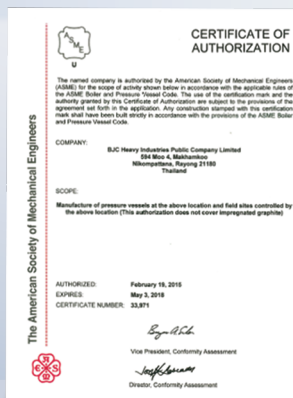 ASME
U
CERTIFICATE OF
AUTHORIZATION
The named company is authorized by the American Society of Mechanical Engineers
(ASME) for the scope of activity shown below in accordance with the applicable rules of
the ASME Boiler and Pressure Vessel Code. The use of the certification mark and the
authority granted by this Certificate of Authorization are subject to the provisions of the
agreement set forth in the application. Any construction stamped with this certification
mark shall have been built strictly in accordance with the provisions of the ASME Boiler
and Pressure Vessel Code.
COMPANY:
BJC Heavy Industries Public Company Limited
594 Moo 4, Makhamkoo
Nikompattana, Rayong 21180
Thailand
SCOPE:
Manufacture of pressure vessels at the above location and field sites controlled by
the above location (This authorization does not cover impregnated graphite)
AUTHORIZED: February 19, 2015
EXPIRES: May 3, 2018
CERTIFICATE NUMBER: 33,971
Vice President, Conformity Assessment
Director, Conformity Assessment
The American Society of Mechanical Engineers